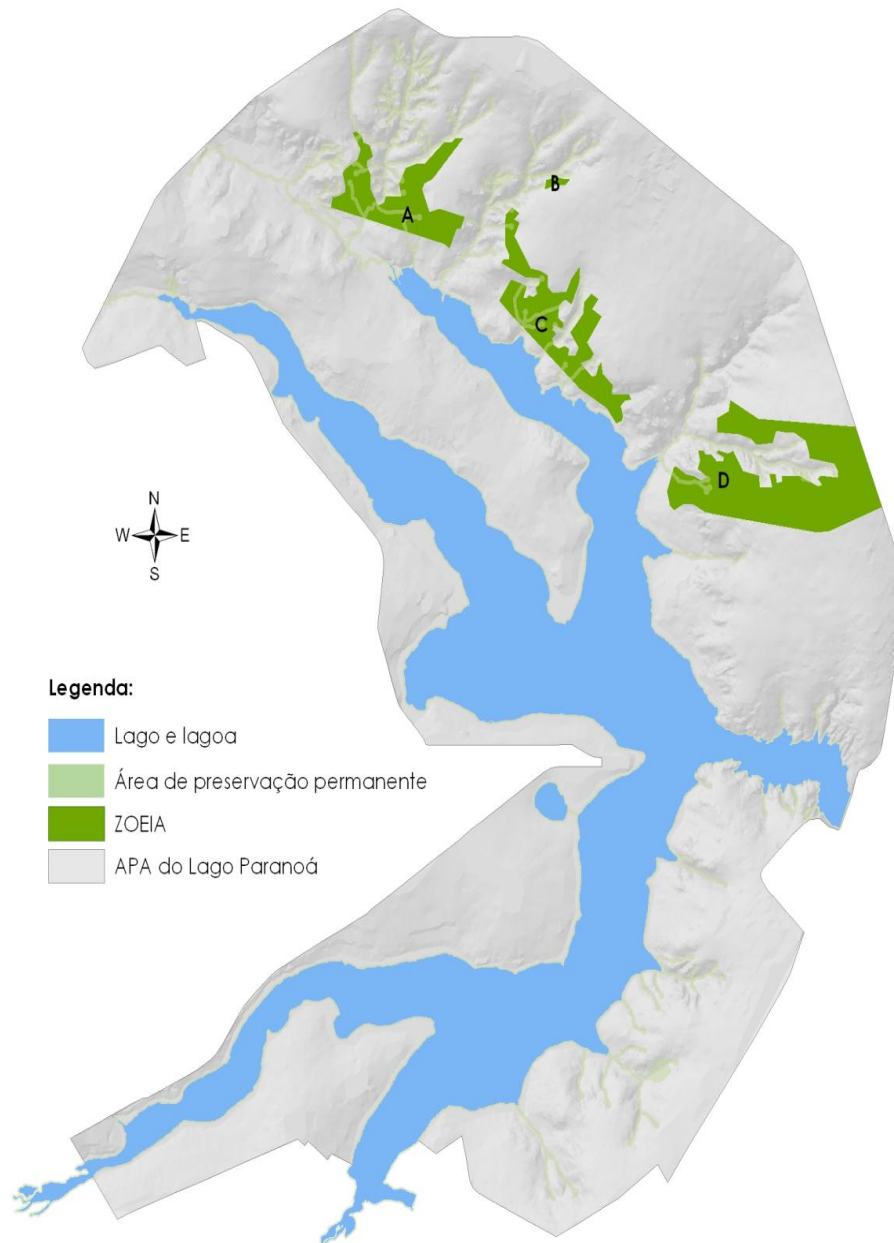 B
A
C
D
N
W E
S
Legenda:
Lago e lagoa
Área de preservação permanente
ZOEIA
APA do Lago Paranoá